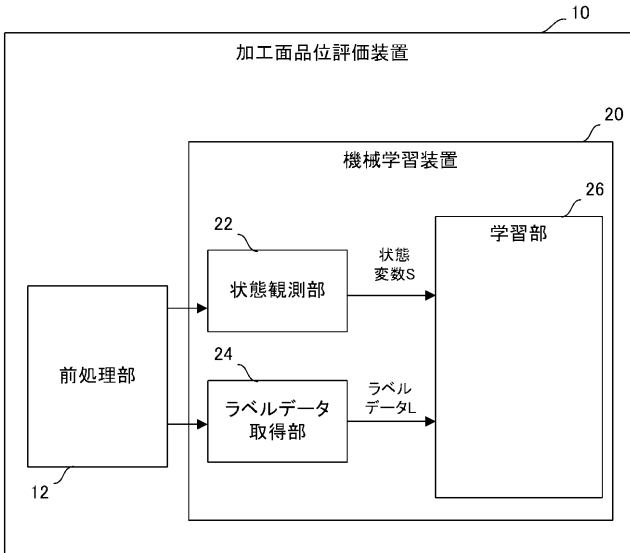 10
加工面品位評価装置
20
機械学習装置
26
学習部
22
状態観測部
状態
変数S
前処理部
12
24
ラベルデータ
取得部
ラベル
データL